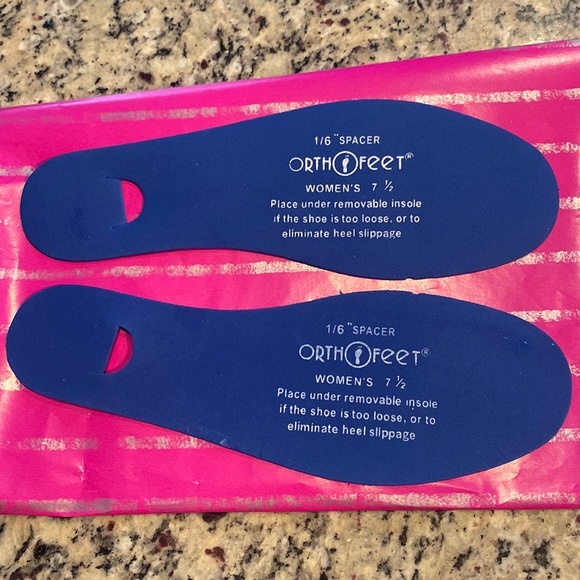 1/6" SPACER
ORTHOFEET®
WOMEN'S 7 ½
Place under removable insole
if the shoe is too loose, or to
eliminate heel slippage
1/6" SPACER
ORTHOFEET®
WOMEN'S 7 ½
Place under removable insole
if the shoe is too loose, or to
eliminate heel slippage